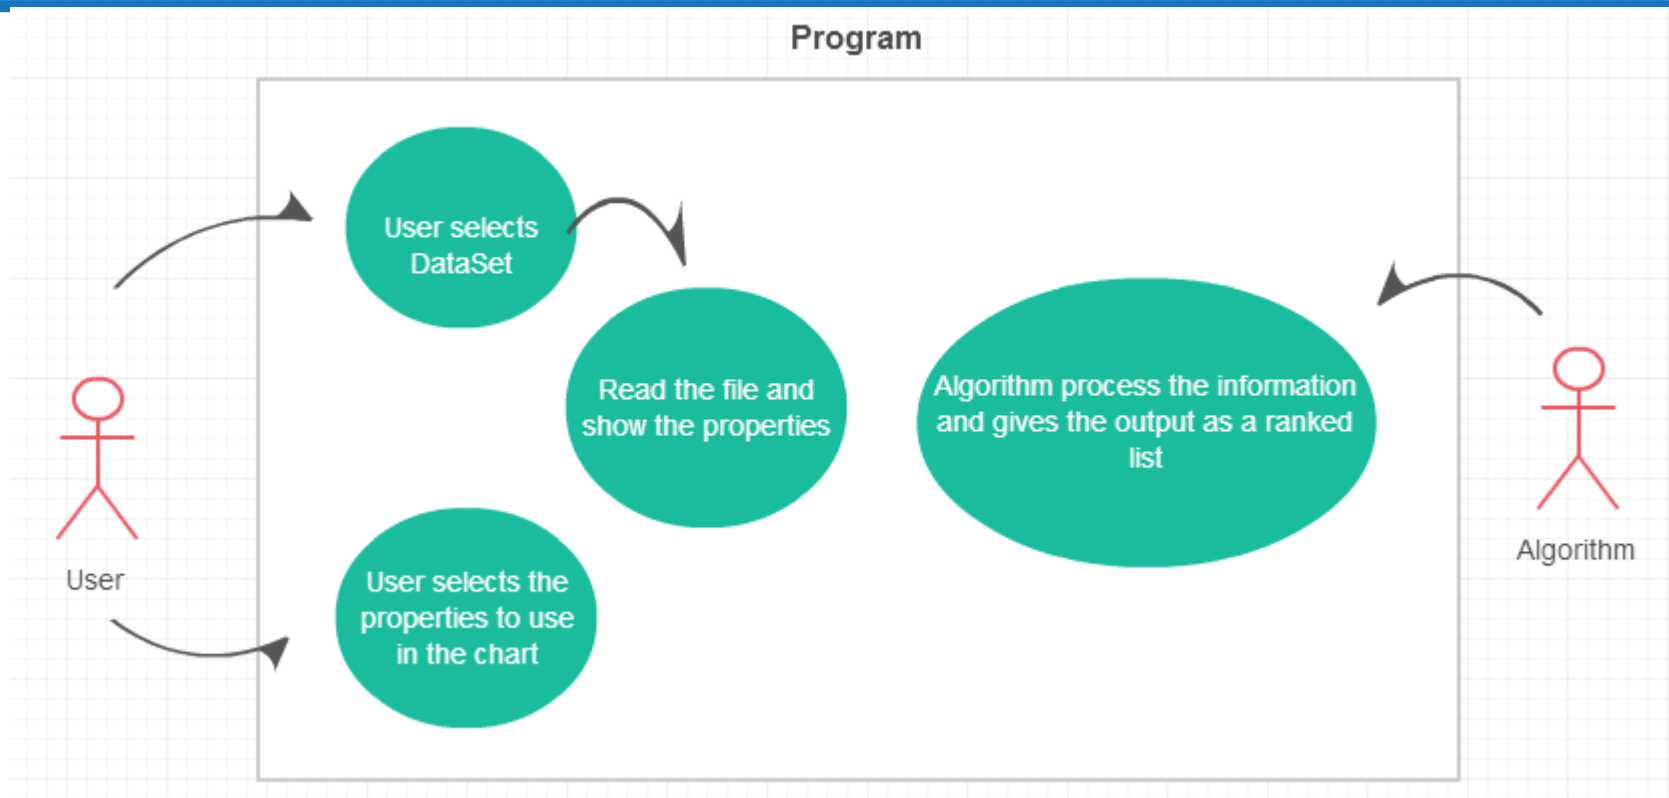 Program
User selects
DataSet
Read the file and
show the properties
Algorithm process the information
and gives the output as a ranked
list
User
Algorithm
User selects the
properties to use
in the chart